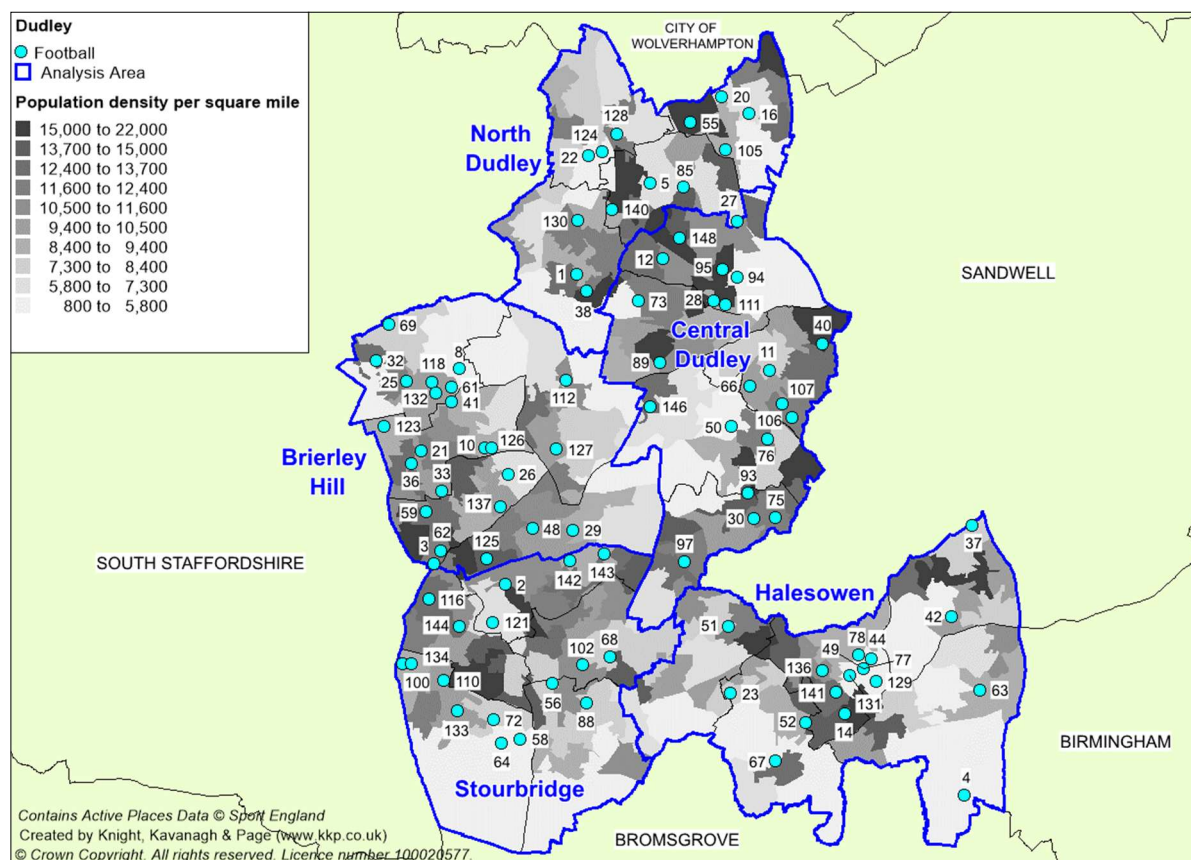 Dudley
Football
Analysis Area
Population density per square mile
15,000 to 22,000
13,700 to 15,000
12,400 to 13,700
11,600 to 12,400
10,500 to 11,600
9,400 to 10,500
8,400 to 9,400
7,300 to 8,400
5,800 to 7,300
800 to 5,800
CITY OF
WOLVERHAMPTON
20
16
128
55
124
North
Dudley
22
105
85
5
27
140
130
148
12
95
94
1
SANDWELL
38
73
28
111
Central
Dudley
69
40
32
8
118
89
11
25
61
66
112
107
132
41
146
50
106
123
10
126
76
21
127
Brierley
Hill
26
93
36
33
75
137
59
30
48
29
62
3
125
97
37
SOUTH STAFFORDSHIRE
142
143
2
Halesowen
116
42
121
51
144
78
44
68
49
102
77
134
136
100
110
129
63
23
141
131
56
88
52
14
72
133
58
BIRMINGHAM
64
67
4
Stourbridge
BROMSGROVE
Contains Active Places Data © Sport England
Created by Knight, Kavanagh & Page (www.kkp.co.uk)
© Crown Copyright. All rights reserved. Licence number 100020577.